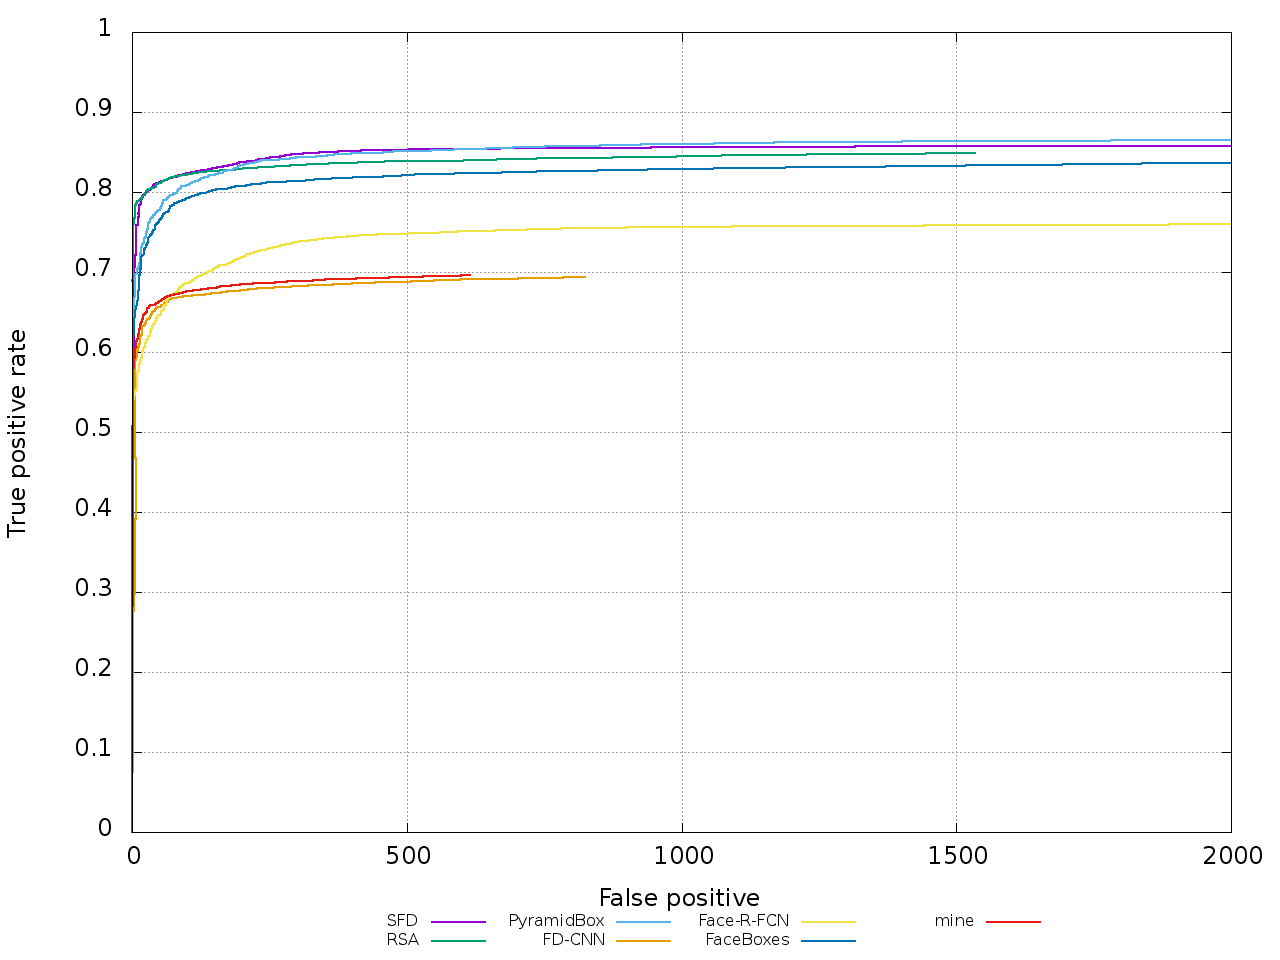 1
0.9
0.8
0.7
0.6
0.5
0.4
0.3
0.2
0.1
0
True positive rate
0 500 1000 1500 2000
False positive
SFD PyramidBox Face-R-FCN mine
RSA FD-CNN FaceBoxes